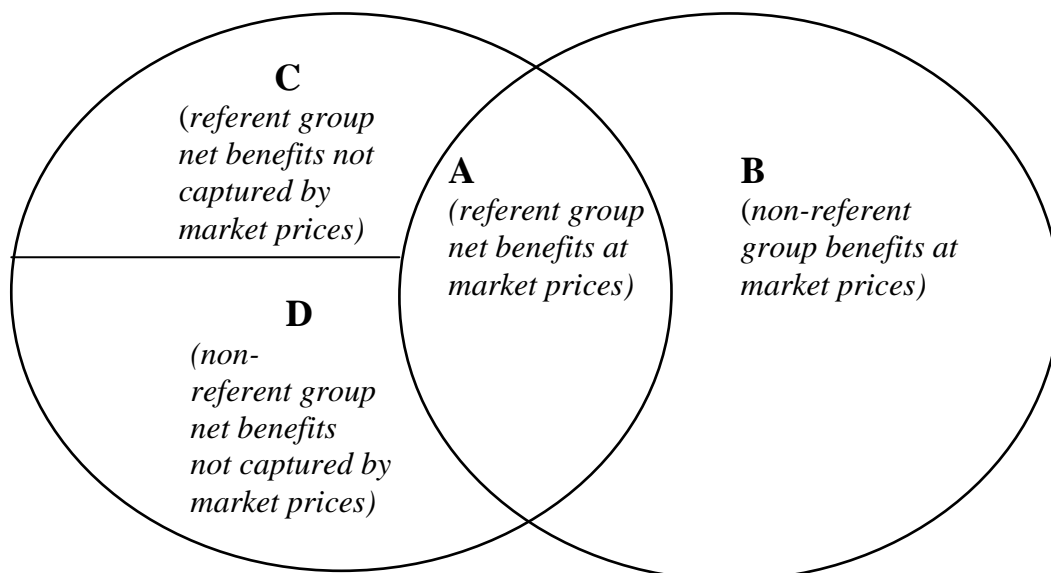 C
(referent group
net benefits not
captured by
market prices)
A
(referent group
net benefits at
market prices)
B
(non-referent
group benefits at
market prices)
D
(non-
referent group
net benefits
not captured by
market prices)